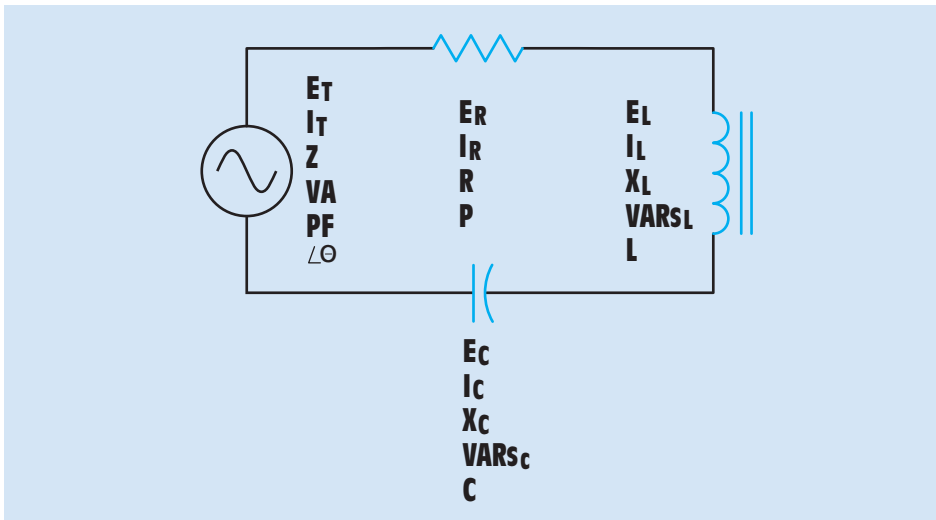 ET
IT
Z
VA
PF
∠Θ
ER
IR
R
P
EL
IL
XL
VARSL
L
EC
IC
XC
VARSC
C